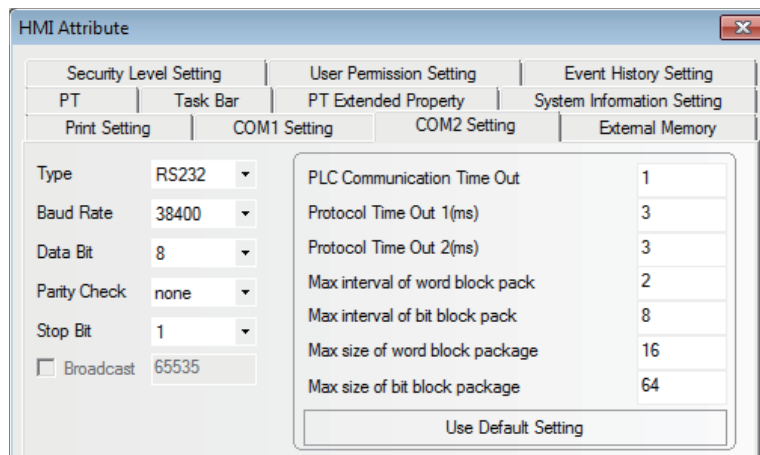 HMI Attribute
Security Level Setting User Permission Setting Event History Setting
PT Task Bar PT Extended Property System Information Setting
Print Setting COM1 Setting COM2 Setting External Memory
Type RS232 PLC Communication Time Out 1
Baud Rate 38400 Protocol Time Out 1(ms) 3
Data Bit 8 Protocol Time Out 2(ms) 3
Parity Check none Max interval of word block pack 2
Stop Bit 1 Max interval of bit block pack 8
Broadcast 65535 Max size of word block package 16
Max size of bit block package 64
Use Default Setting